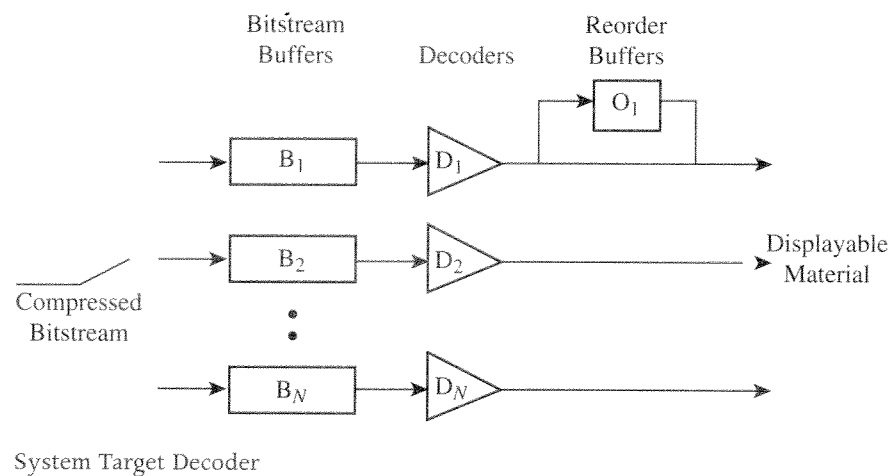 Bitstream
Buffers
Decoders
Reorder
Buffers
O1
B1
D1
B2
D2
Displayable
Material
Compressed
Bitstream
BN
DN
System Target Decoder